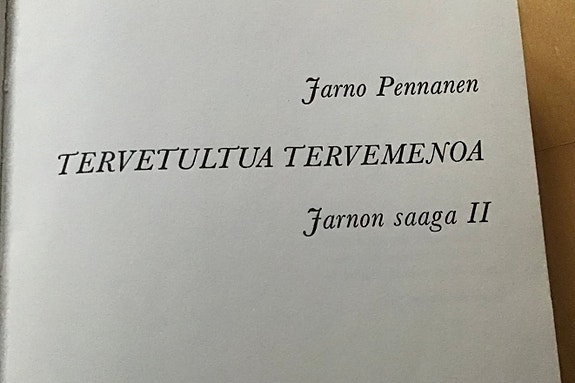 Jarno Pennanen
TERVETULTUA TERVEMENOA
Jarnon saaga II